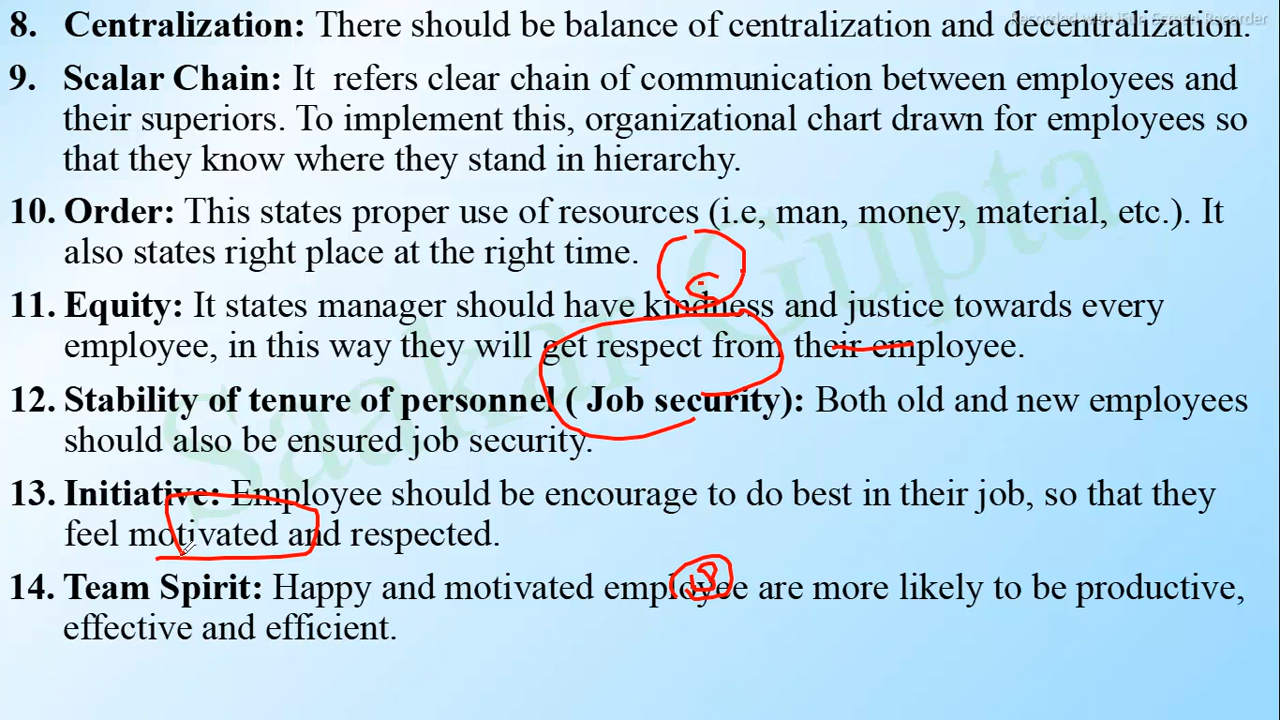 Recorded with iTop Screen Recorder
8. Centralization: There should be balance of centralization and decentralization.
9. Scalar Chain: It refers clear chain of communication between employees and
their superiors. To implement this, organizational chart drawn for employees so
that they know where they stand in hierarchy.
10. Order: This states proper use of resources (i.e, man, money, material, etc.). It
also states right place at the right time.
11. Equity: It states manager should have kindness and justice towards every
employee, in this way they will get respect from their employee.
12. Stability of tenure of personnel ( Job security): Both old and new employees
should also be ensured job security.
13. Initiative: Employee should be encourage to do best in their job, so that they
feel motivated and respected.
14. Team Spirit: Happy and motivated employee are more likely to be productive,
effective and efficient.
Gupta